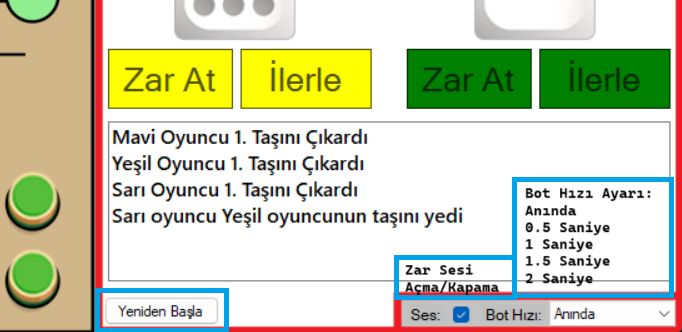 Zar At İlerle Zar At İlerle
Mavi Oyuncu 1. Taşını Çıkardı
Yeşil Oyuncu 1. Taşını Çıkardı
Sarı Oyuncu 1. Taşını Çıkardı
Sarı oyuncu Yeşil oyuncunun taşını yedi
Bot Hızı Ayarı:
Anında
0.5 Saniye
1 Saniye
1.5 Saniye
2 Saniye
Zar Sesi
Açma/Kapama
Yeniden Başla
Ses: Bot Hızı: Anında